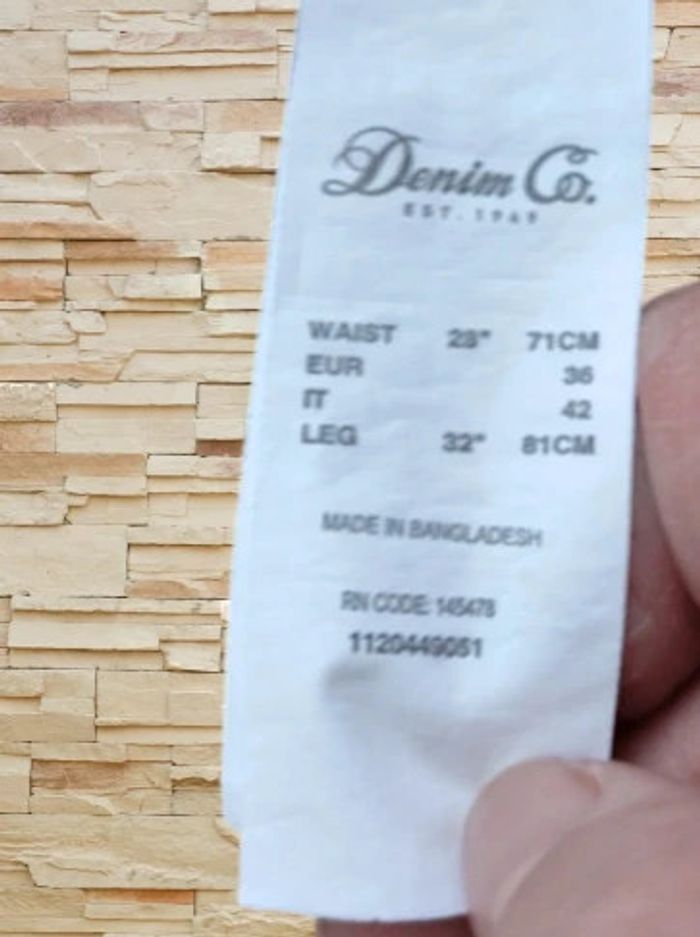 Denim Co.
EST. 1969
WAIST 28" 71CM
EUR 36
IT 42
LEG 32" 81CM
MADE IN BANGLADESH
RN CODE: 145478
1120449051